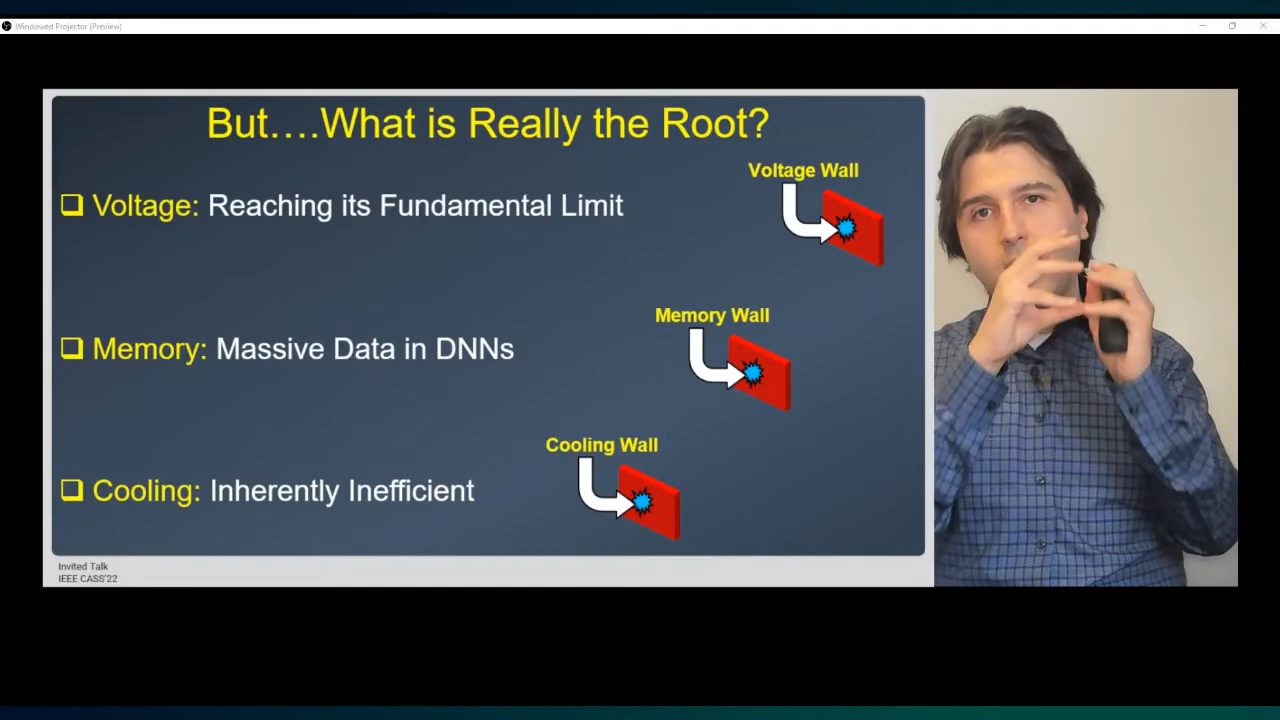 Windowed Projector (Preview)
But....What is Really the Root?
Voltage Wall
Voltage: Reaching its Fundamental Limit
Memory Wall
Memory: Massive Data in DNNs
Cooling Wall
Cooling: Inherently Inefficient
Invited Talk
IEEE CASS'22